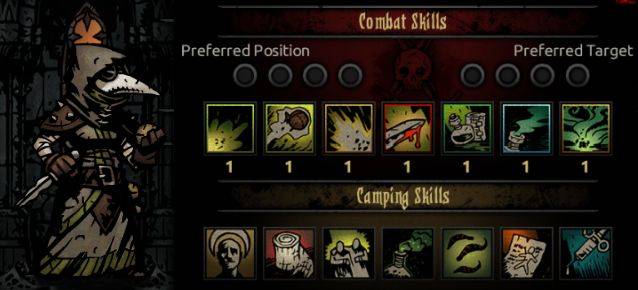 Combat Skills
Preferred Position Preferred Target
1 1 1 1 1 1 1
Camping Skills